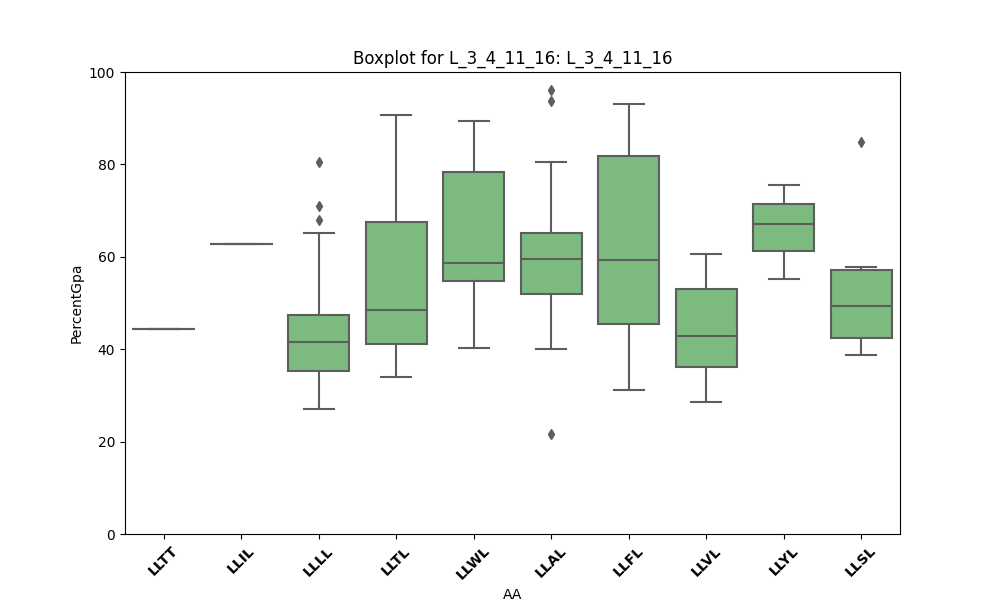 Boxplot for L_3_4_11_16: L_3_4_11_16
100
80
60
40
20
0
PercentGpa
LLTT LLIL LLLL LLTL LLWL LLAL LLFL LLVL LLYL LLSL
AA